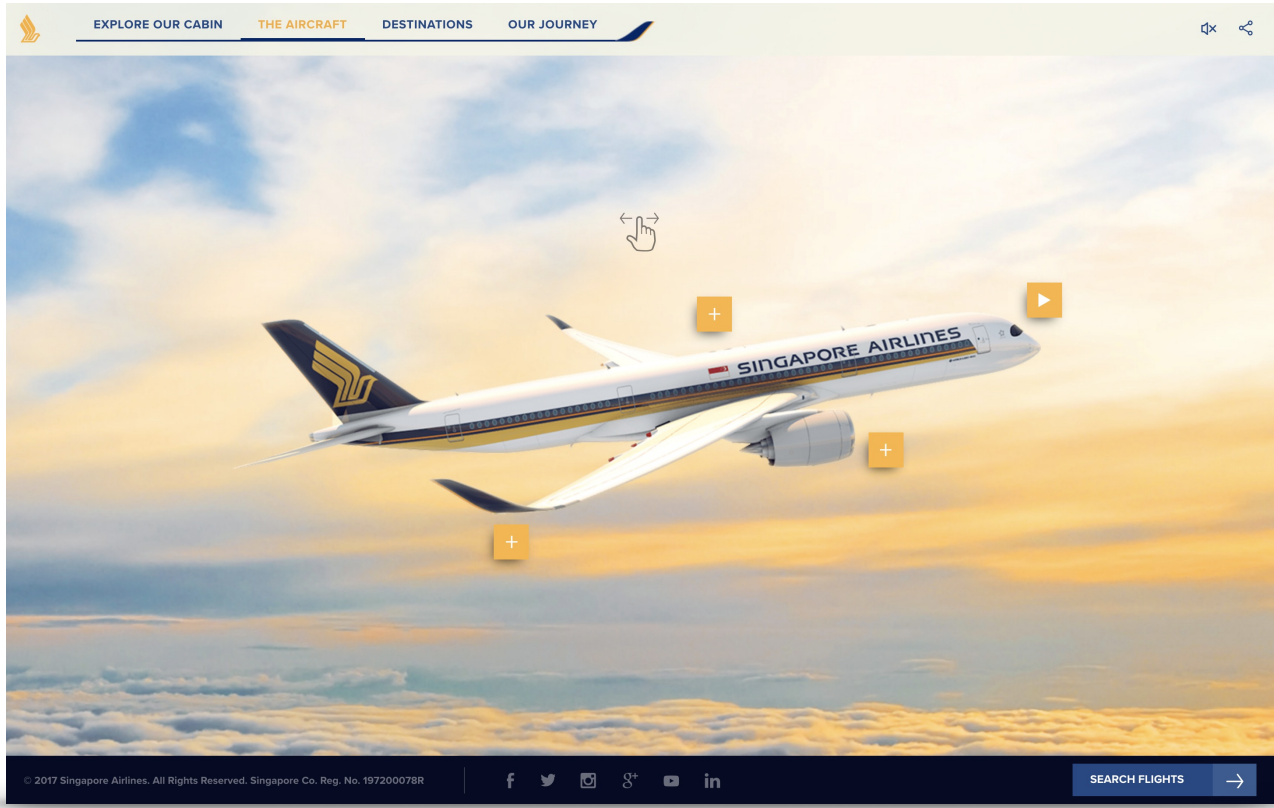 EXPLORE OUR CABIN
THE AIRCRAFT
DESTINATIONS
OUR JOURNEY
SINGAPORE AIRLINES
© 2017 Singapore Airlines. All Rights Reserved. Singapore Co. Reg. No. 197200078R
SEARCH FLIGHTS